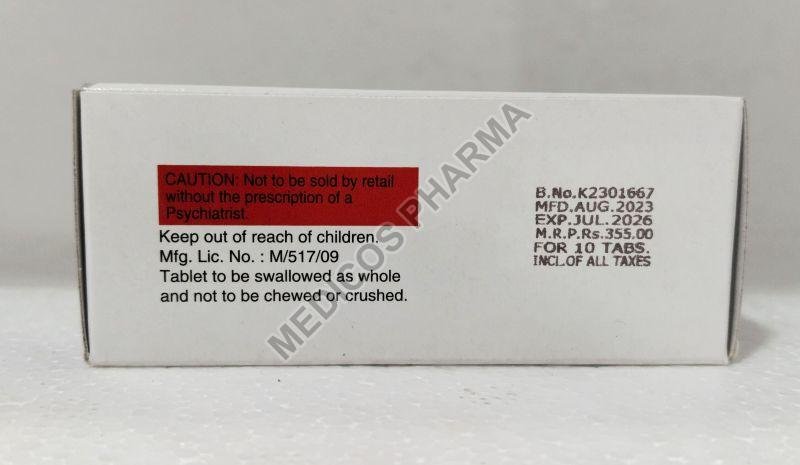 CAUTION: Not to be sold by retail
without the prescription of a
Psychiatrist.
Keep out of reach of children.
Mfg. Lic. No. : M/517/09
Tablet to be swallowed as whole
and not to be chewed or crushed.
B.No.K2301667
MFD.AUG.2023
EXP.JUL.2026
M.R.P.Rs.355.00
FOR 10 TABS.
INCL.OF ALL TAXES
MEDICOS PHARMA